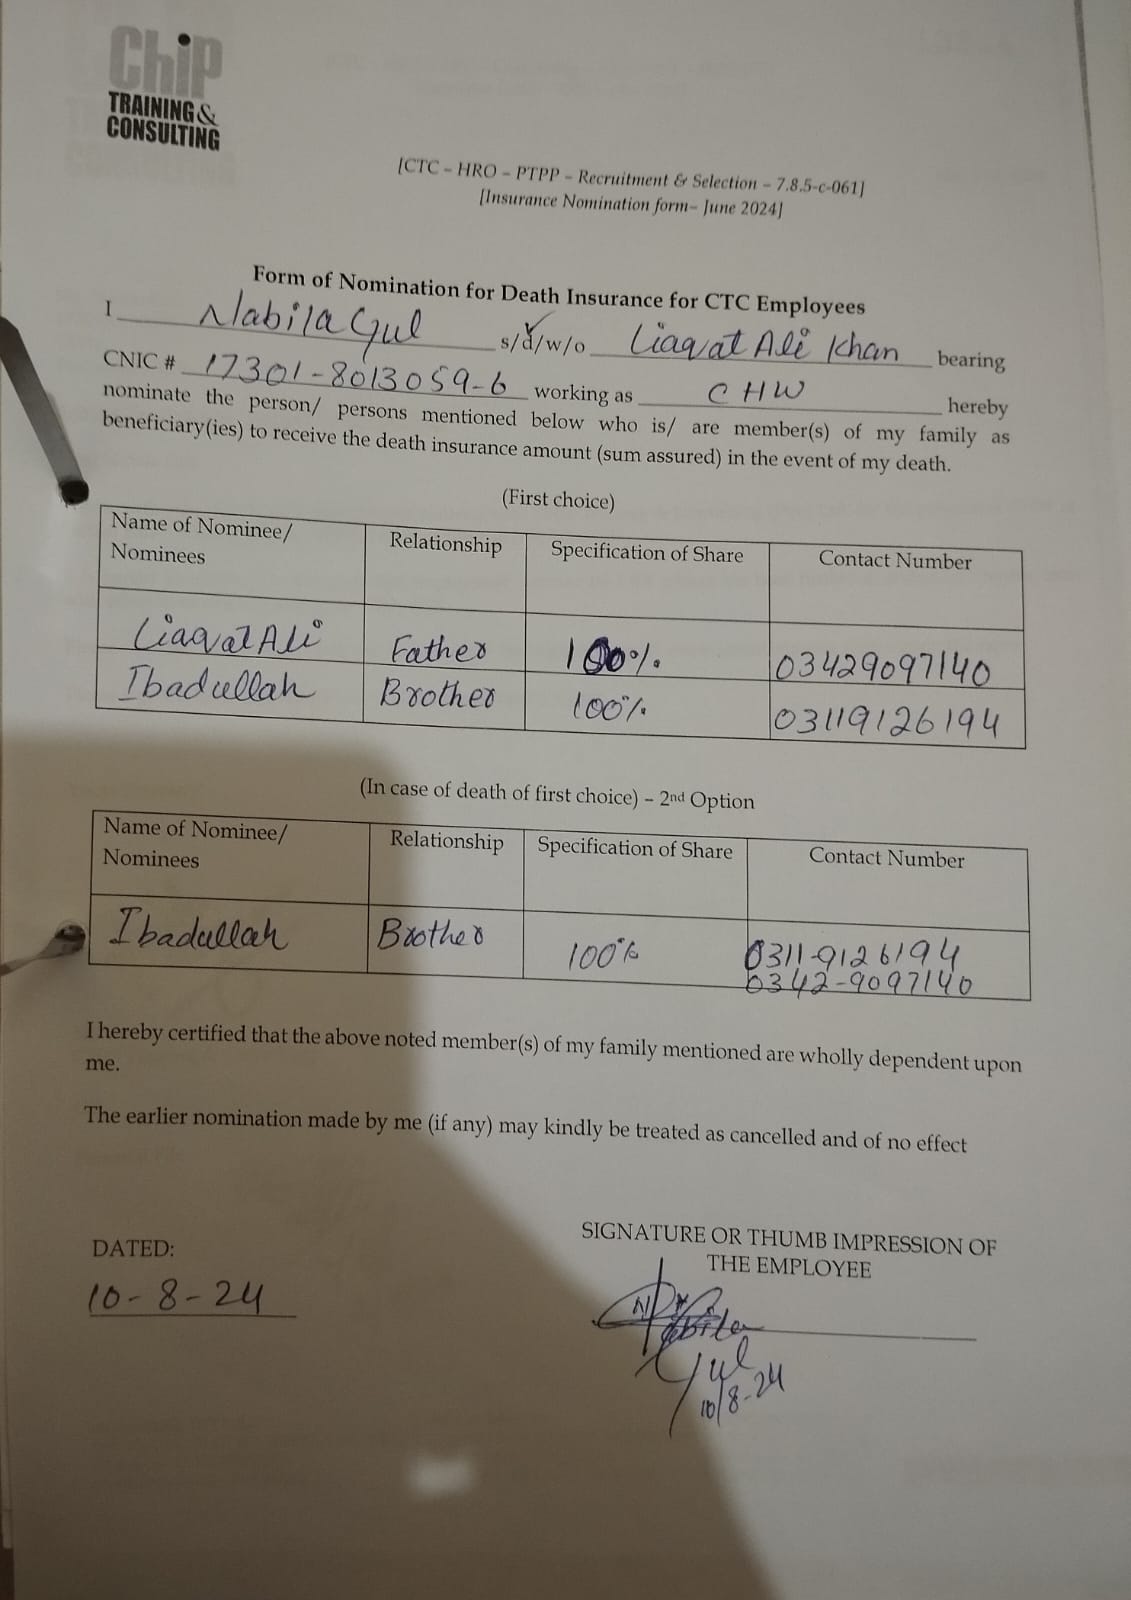 ChiP
TRAINING &
CONSULTING
[CTC – HRO – PTPP – Recruitment & Selection – 7.8.5-c-061]
[Insurance Nomination form– June 2024]
Form of Nomination for Death Insurance for CTC Employees
I Nabila Gul s/d/w/o Liaqat Ali Khan bearing
CNIC # 17301-8013059-6 working as CHW hereby
nominate the person/ persons mentioned below who is/ are member(s) of my family as
beneficiary(ies) to receive the death insurance amount (sum assured) in the event of my death.
(First choice)
Name of Nominee/ Nominees Relationship Specification of Share Contact Number
Liaqat Ali Father 100% 03429097140
Ibadullah Brother 100% 03119126194
(In case of death of first choice) – 2nd Option
Name of Nominee/ Nominees Relationship Specification of Share Contact Number
Ibadullah Brother 100% 0311-9126194
0342-9097140
I hereby certified that the above noted member(s) of my family mentioned are wholly dependent upon
me.
The earlier nomination made by me (if any) may kindly be treated as cancelled and of no effect
SIGNATURE OR THUMB IMPRESSION OF
THE EMPLOYEE
DATED:
10-8-24
Nabila
Gul
10/8-24